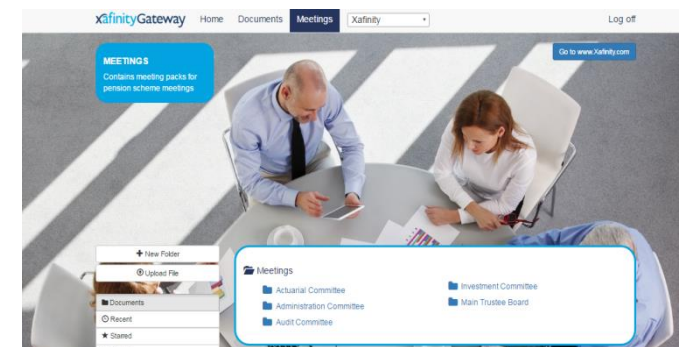 xafinityGateway Home Documents Meetings Xafinity Log off
Go to www.Xafinity.com
MEETINGS
Contains meeting packs for
pension scheme meetings
New Folder
Upload File
Documents
Recent
Starred
Meetings
Actuarial Committee
Administration Committee
Audit Committee
Investment Committee
Main Trustee Board